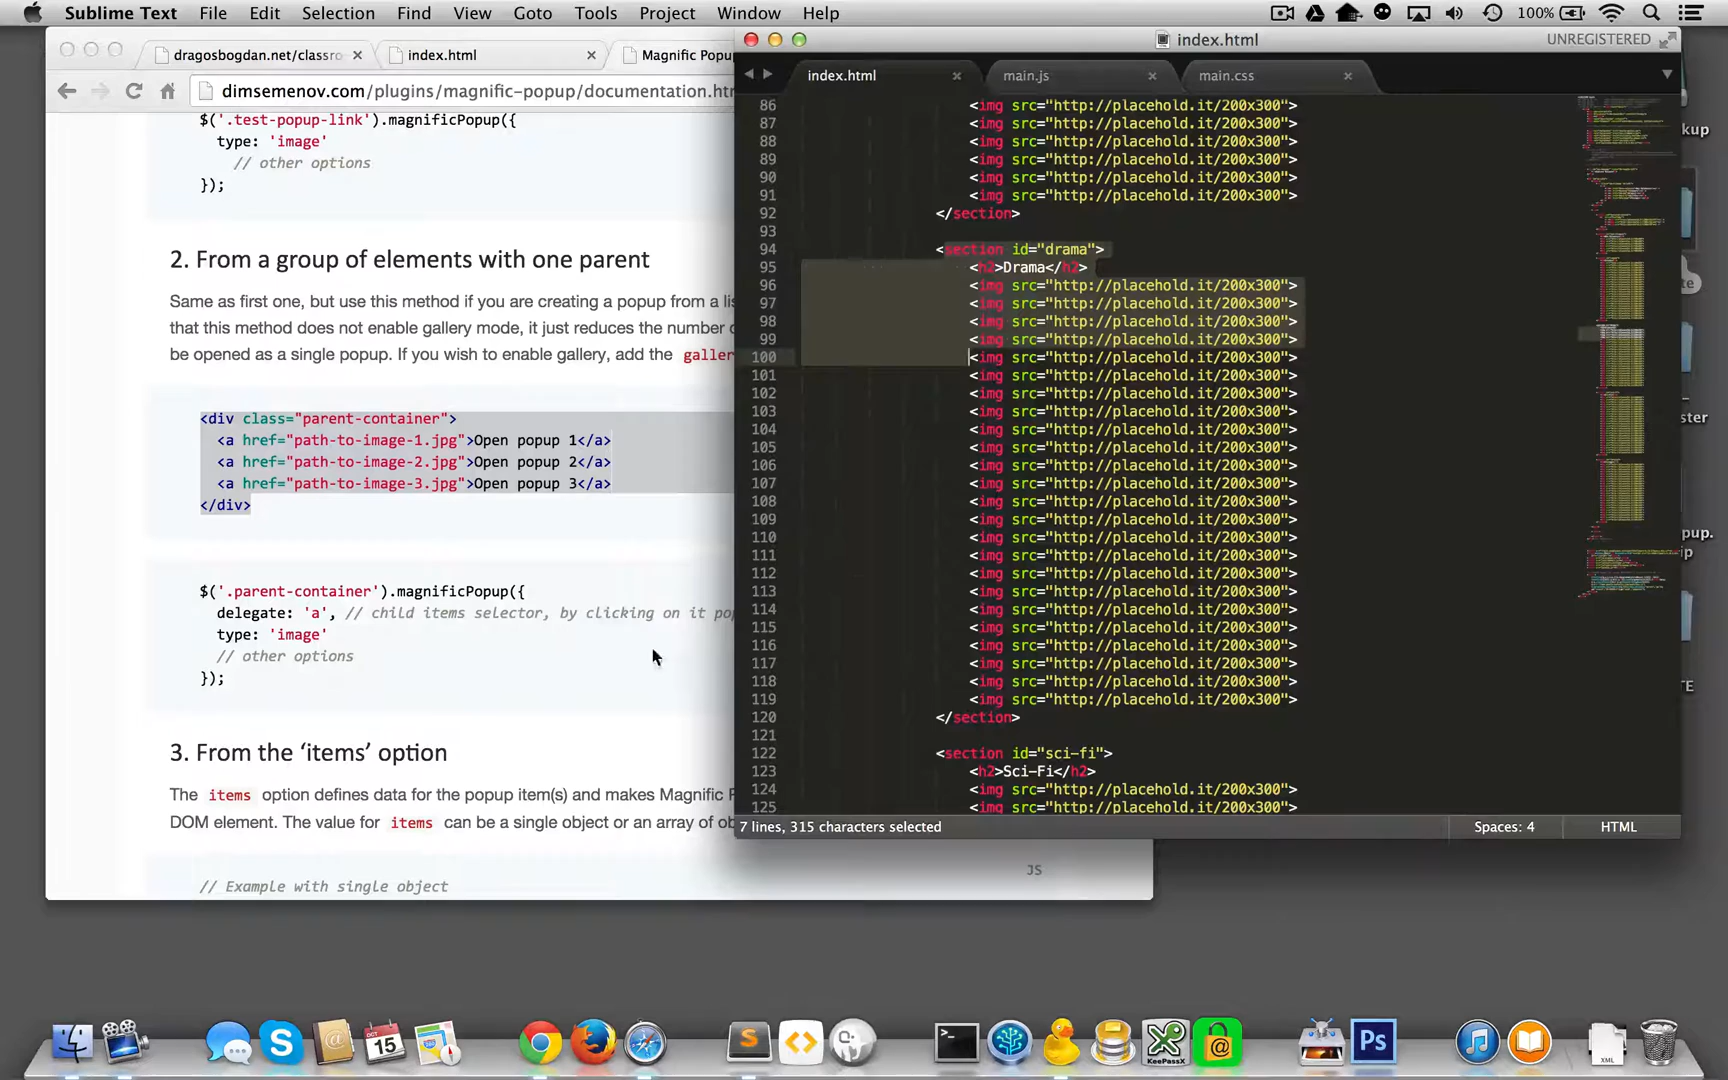 Sublime Text File Edit Selection Find View Goto Tools Project Window Help 100%
dragosbogdan.net/classro
index.html
Magnific Popu
dimsemenov.com/plugins/magnific-popup/documentation.htm
$('.test-popup-link').magnificPopup({
type: 'image'
// other options
});
2. From a group of elements with one parent
Same as first one, but use this method if you are creating a popup from a lis
that this method does not enable gallery mode, it just reduces the number o
be opened as a single popup. If you wish to enable gallery, add the galler
<div class="parent-container">
<a href="path-to-image-1.jpg">Open popup 1</a>
<a href="path-to-image-2.jpg">Open popup 2</a>
<a href="path-to-image-3.jpg">Open popup 3</a>
</div>
$('.parent-container').magnificPopup({
delegate: 'a', // child items selector, by clicking on it pop
type: 'image'
// other options
});
3. From the ‘items’ option
The items option defines data for the popup item(s) and makes Magnific P
DOM element. The value for items can be a single object or an array of ob
JS
// Example with single object
index.html
UNREGISTERED
index.html
main.js
main.css
86 <img src="http://placehold.it/200x300">
87 <img src="http://placehold.it/200x300">
88 <img src="http://placehold.it/200x300">
89 <img src="http://placehold.it/200x300">
90 <img src="http://placehold.it/200x300">
91 <img src="http://placehold.it/200x300">
92 </section>
93
94 <section id="drama">
95 <h2>Drama</h2>
96 <img src="http://placehold.it/200x300">
97 <img src="http://placehold.it/200x300">
98 <img src="http://placehold.it/200x300">
99 <img src="http://placehold.it/200x300">
100 <img src="http://placehold.it/200x300">
101 <img src="http://placehold.it/200x300">
102 <img src="http://placehold.it/200x300">
103 <img src="http://placehold.it/200x300">
104 <img src="http://placehold.it/200x300">
105 <img src="http://placehold.it/200x300">
106 <img src="http://placehold.it/200x300">
107 <img src="http://placehold.it/200x300">
108 <img src="http://placehold.it/200x300">
109 <img src="http://placehold.it/200x300">
110 <img src="http://placehold.it/200x300">
111 <img src="http://placehold.it/200x300">
112 <img src="http://placehold.it/200x300">
113 <img src="http://placehold.it/200x300">
114 <img src="http://placehold.it/200x300">
115 <img src="http://placehold.it/200x300">
116 <img src="http://placehold.it/200x300">
117 <img src="http://placehold.it/200x300">
118 <img src="http://placehold.it/200x300">
119 <img src="http://placehold.it/200x300">
120 </section>
121
122 <section id="sci-fi">
123 <h2>Sci-Fi</h2>
124 <img src="http://placehold.it/200x300">
125 <img src="http://placehold.it/200x300">
7 lines, 315 characters selected
Spaces: 4
HTML
kup
te
ster
pup.
ip
TE
OCT
15
KeePassX
Ps
XML